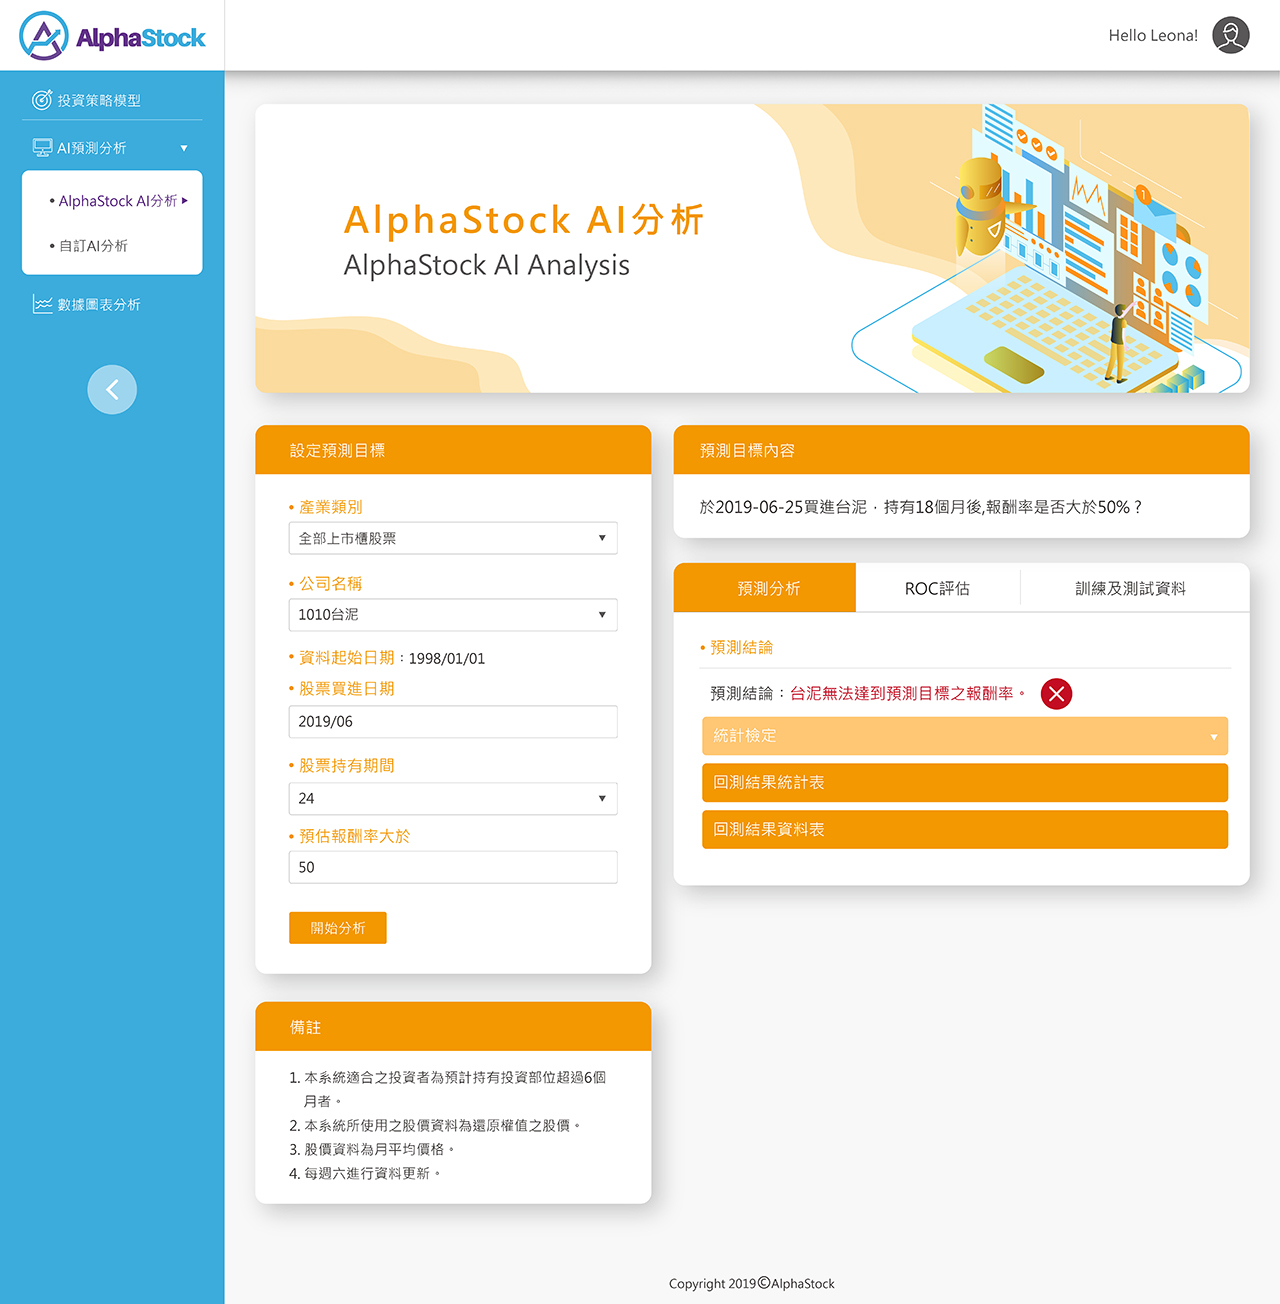 AlphaStock
Hello Leona!
投資策略模型
AI預測分析
• AlphaStock AI分析
• 自訂AI分析
數據圖表分析
AlphaStock AI分析
AlphaStock AI Analysis
1
設定預測目標
• 產業類別
全部上市櫃股票
• 公司名稱
1010台泥
• 資料起始日期：1998/01/01
• 股票買進日期
2019/06
• 股票持有期間
24
• 預估報酬率大於
50
開始分析
備註
1. 本系統適合之投資者為預計持有投資部位超過6個
月者。
2. 本系統所使用之股價資料為還原權值之股價。
3. 股價資料為月平均價格。
4. 每週六進行資料更新。
預測目標內容
於2019-06-25買進台泥，持有18個月後,報酬率是否大於50%？
預測分析
ROC評估
訓練及測試資料
• 預測結論
預測結論：台泥無法達到預測目標之報酬率。
統計檢定
回測結果統計表
回測結果資料表
Copyright 2019©AlphaStock